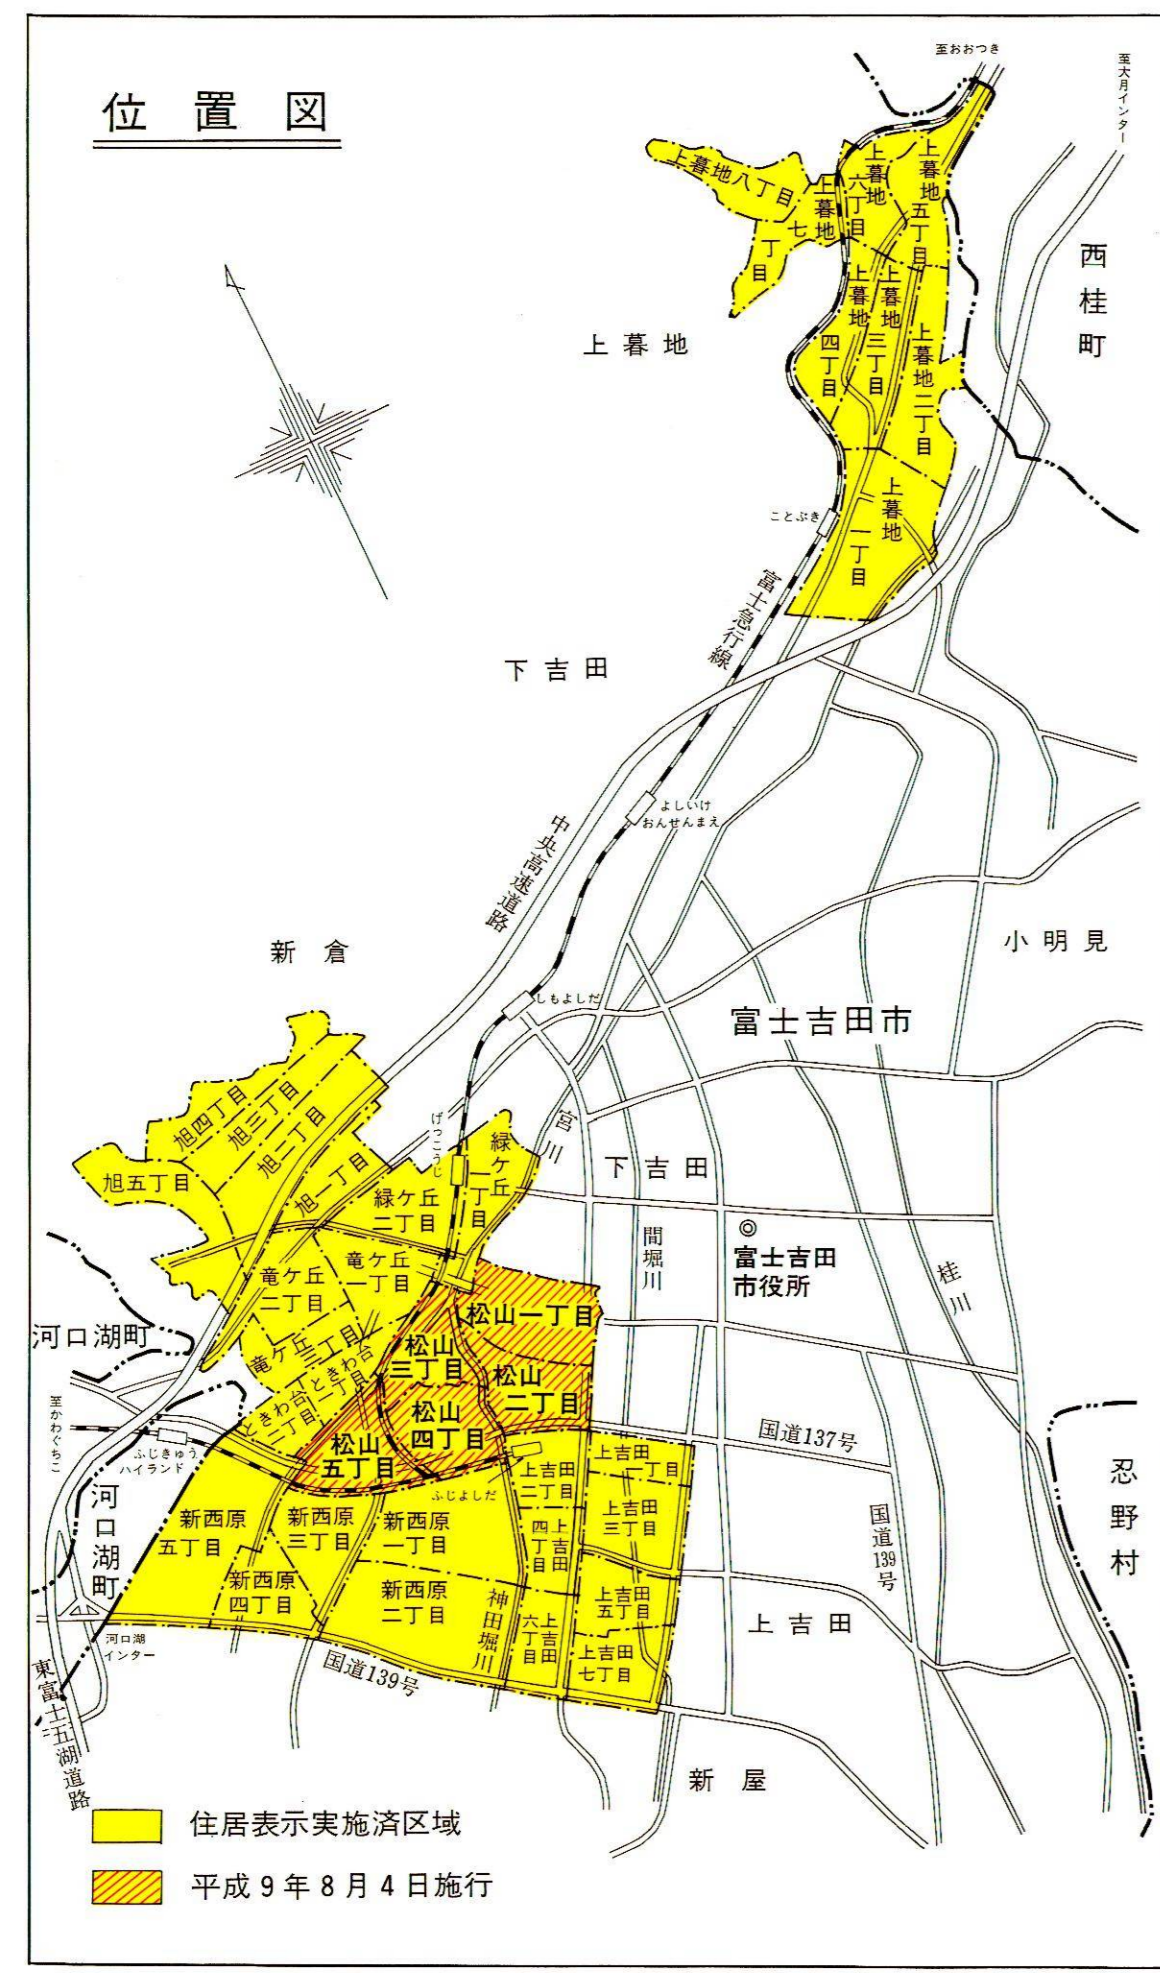 位置図
至おおつき
至大月インター
上暮地八丁目
上暮地七丁目
上暮地六丁目
上暮地五丁目
上暮地四丁目
上暮地三丁目
上暮地二丁目
上暮地一丁目
西桂町
上暮地
ことぶき
富士急行線
下吉田
よしいけ
おんせんまえ
中央高速道路
新倉
小明見
しもよしだ
富士吉田市
旭四丁目
旭三丁目
旭二丁目
旭五丁目
旭一丁目
げっこうじ
緑ケ丘一丁目
緑ケ丘
二丁目
宮川
下吉田
間堀川
富士吉田
市役所
桂川
竜ケ丘
一丁目
竜ケ丘
二丁目
竜ケ丘三丁目
ときわ台一丁目
ときわ台二丁目
松山一丁目
松山
二丁目
松山
三丁目
松山
四丁目
松山
五丁目
河口湖町
至かわぐちこ
ふじきゅう
ハイランド
河口湖町
国道137号
国道139号
忍野村
ふじよしだ
上吉田
一丁目
上吉田
二丁目
上吉田
三丁目
上吉田四丁目
上吉田
五丁目
上吉田六丁目
上吉田
七丁目
新西原
五丁目
新西原
三丁目
新西原
一丁目
新西原
四丁目
新西原
二丁目
神田堀川
上吉田
河口湖
インター
国道139号
東富士五湖道路
新屋
住居表示実施済区域
平成9年8月4日施行